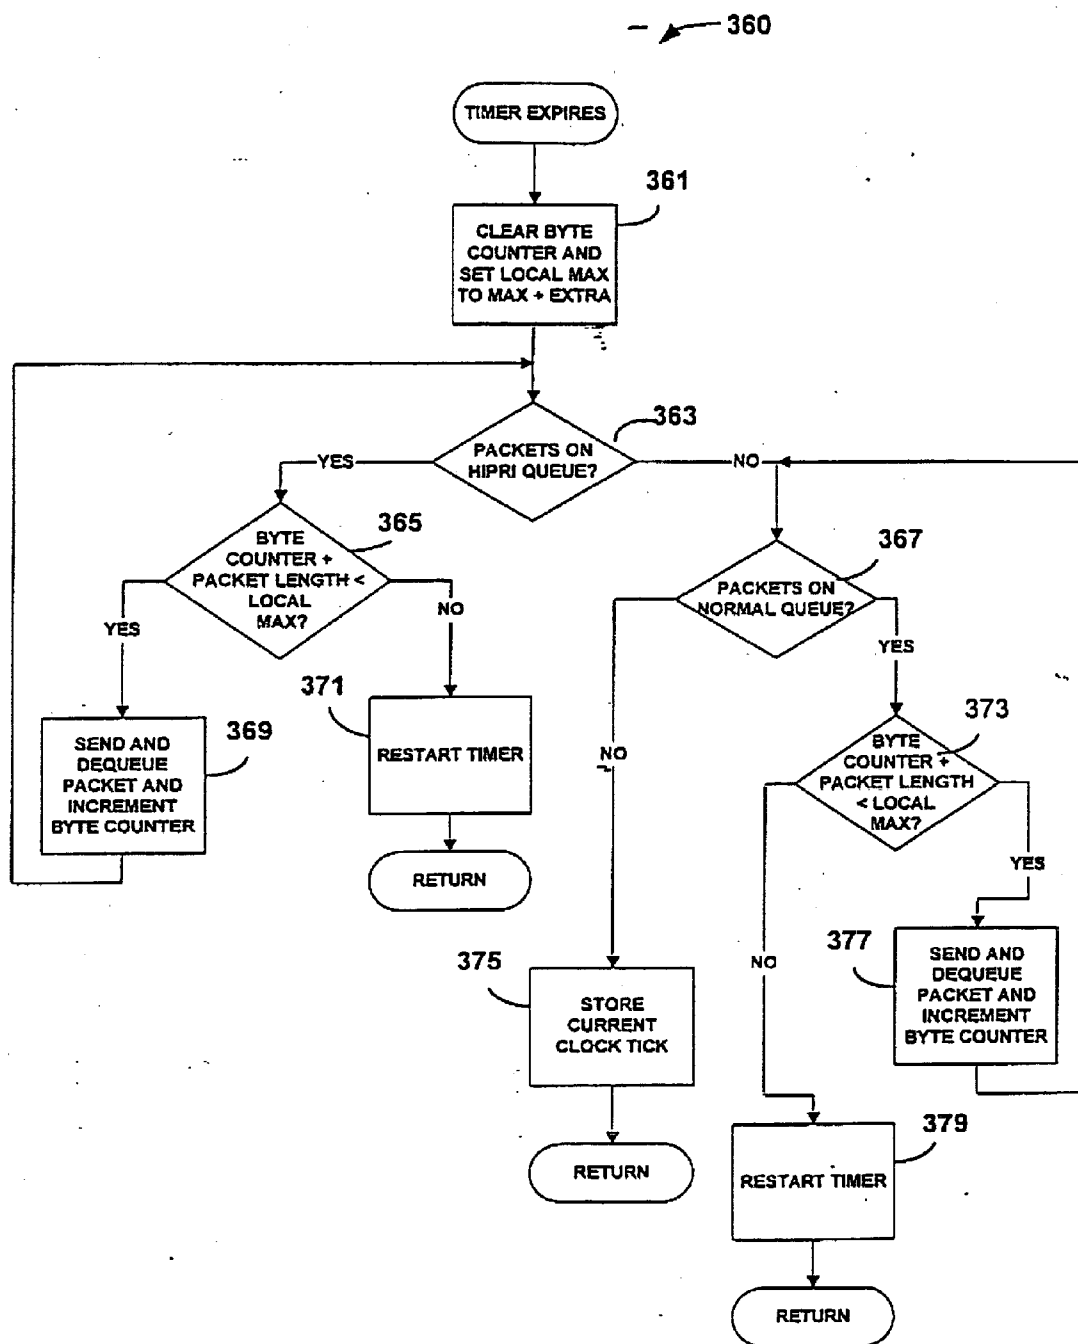 360
TIMER EXPIRES
361
CLEAR BYTE
COUNTER AND
SET LOCAL MAX
TO MAX + EXTRA
363
PACKETS ON
HIPRI QUEUE?
YES
NO
365
BYTE
COUNTER +
PACKET LENGTH <
LOCAL
MAX?
367
PACKETS ON
NORMAL QUEUE?
YES
NO
YES
371
RESTART TIMER
369
SEND AND
DEQUEUE
PACKET AND
INCREMENT
BYTE COUNTER
373
BYTE
COUNTER +
PACKET LENGTH
< LOCAL
MAX?
NO
RETURN
YES
377
SEND AND
DEQUEUE
PACKET AND
INCREMENT
BYTE COUNTER
NO
375
STORE
CURRENT
CLOCK TICK
379
RESTART TIMER
RETURN
RETURN